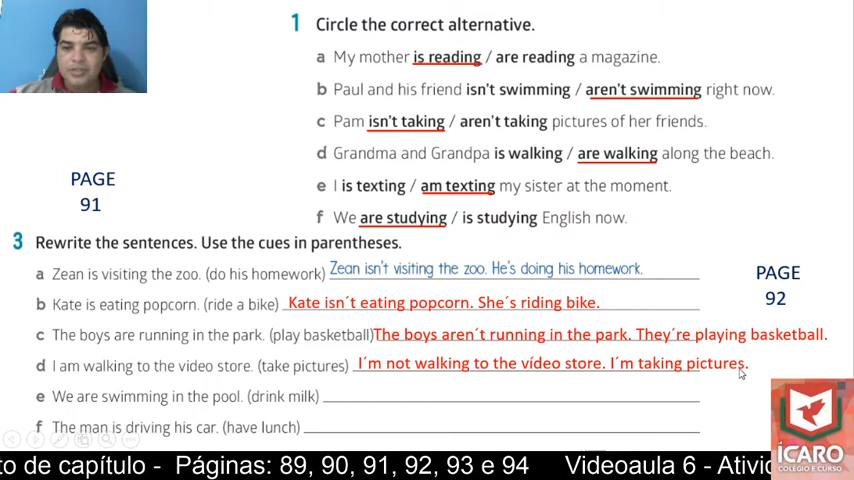 1 Circle the correct alternative.
a My mother is reading / are reading a magazine.
b Paul and his friend isn't swimming / aren't swimming right now.
c Pam isn't taking / aren't taking pictures of her friends.
d Grandma and Grandpa is walking / are walking along the beach.
e I is texting / am texting my sister at the moment.
f We are studying / is studying English now.
PAGE
91
3 Rewrite the sentences. Use the cues in parentheses.
a Zean is visiting the zoo. (do his homework) Zean isn't visiting the zoo. He's doing his homework.
b Kate is eating popcorn. (ride a bike) Kate isn´t eating popcorn. She´s riding bike.
c The boys are running in the park. (play basketball) The boys aren´t running in the park. They´re playing basketball.
d I am walking to the video store. (take pictures) I´m not walking to the vídeo store. I´m taking pictures.
e We are swimming in the pool. (drink milk)
f The man is driving his car. (have lunch)
PAGE
92
ÍCARO
COLÉGIO E CURSO
to de capítulo - Páginas: 89, 90, 91, 92, 93 e 94 Videoaula 6 - Ativid